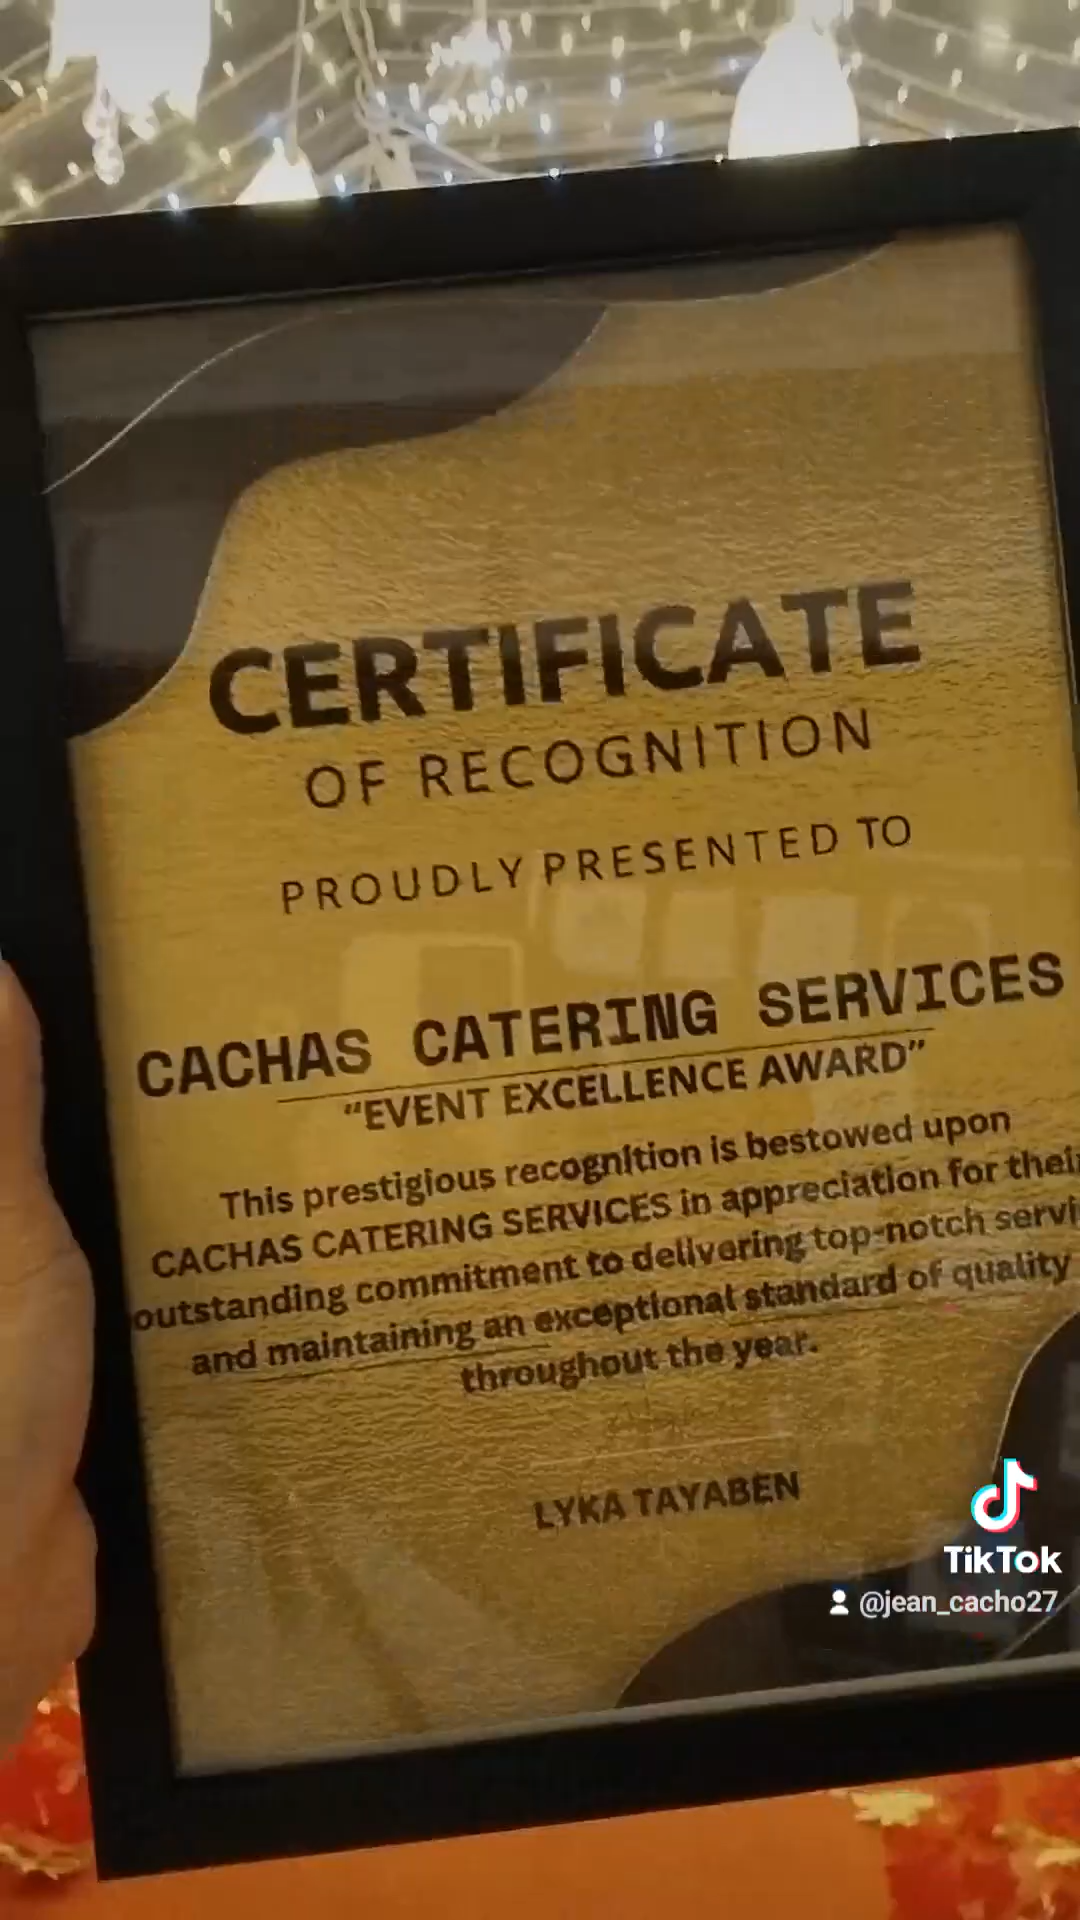 CERTIFICATE
OF RECOGNITION
PROUDLY PRESENTED TO
CACHAS CATERING SERVICES
“EVENT EXCELLENCE AWARD”
This prestigious recognition is bestowed upon
CACHAS CATERING SERVICES in appreciation for their
outstanding commitment to delivering top-notch servi
and maintaining an exceptional standard of quality
throughout the year.
LYKA TAYABEN
TikTok
@jean_cacho27